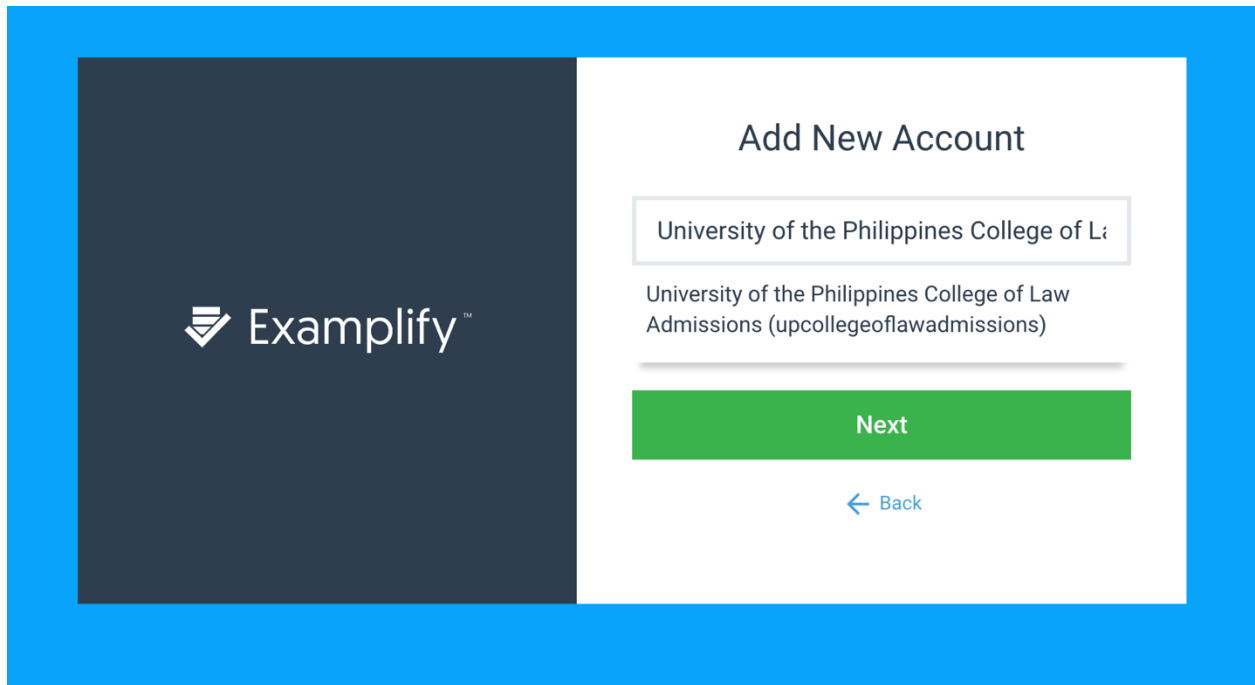 Examplify™
Add New Account
University of the Philippines College of La
University of the Philippines College of Law
Admissions (upcollegeoflawadmissions)
Next
Back